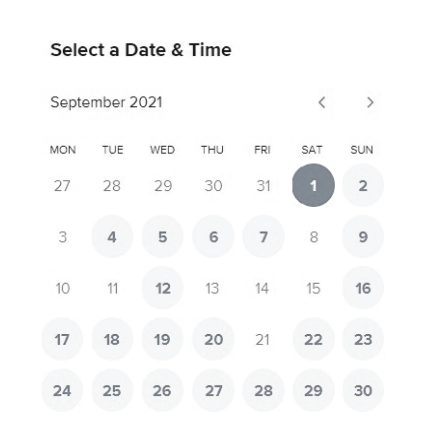 Select a Date & Time
September 2021
MON TUE WED THU FRI SAT SUN
27 28 29 30 31 1 2
3 4 5 6 7 8 9
10 11 12 13 14 15 16
17 18 19 20 21 22 23
24 25 26 27 28 29 30